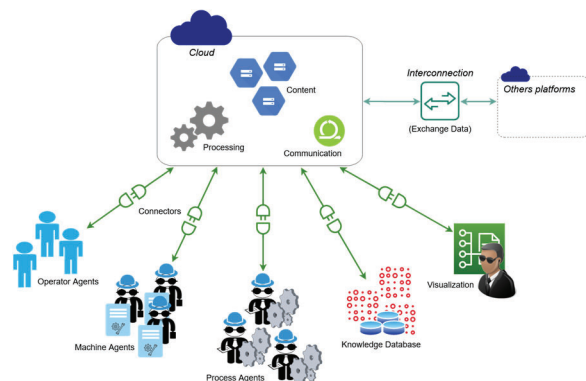 Cloud
Content
Processing
Communication
Interconnection
(Exchange Data)
Others platforms
Connectors
Operator Agents
Machine Agents
Process Agents
Knowledge Database
Visualization